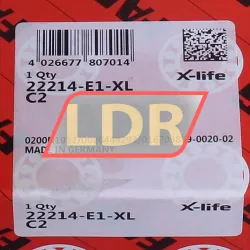 4 026677 807014
1 Qty
22214-E1-XL
C2
X-life
LDR
MADE IN GERMANY
1 Qty
22214-E1-XL
C2
X-life